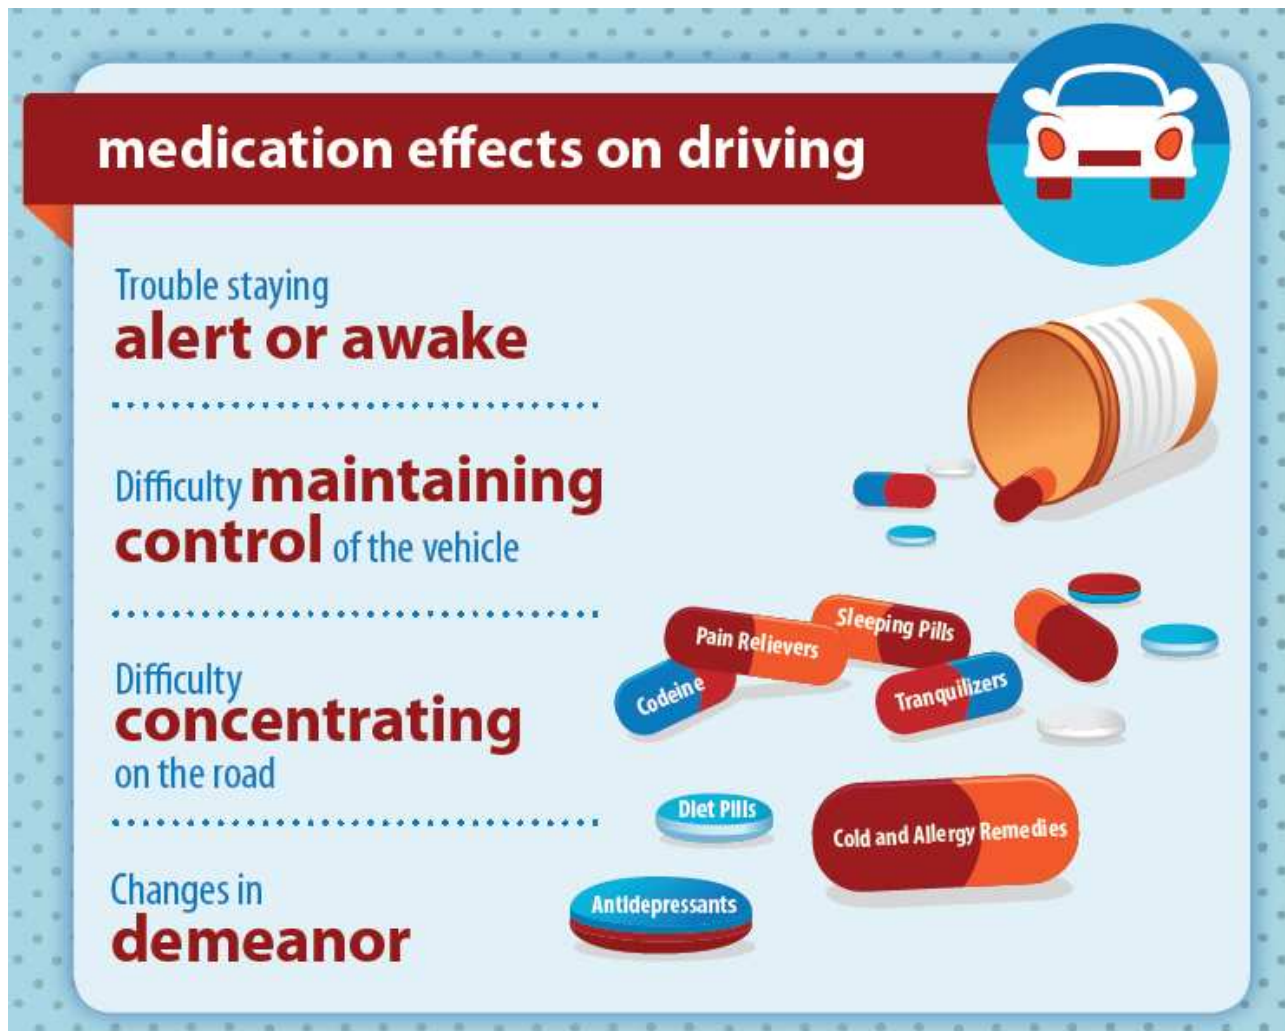 medication effects on driving
Trouble staying
alert or awake
Difficulty maintaining
control of the vehicle
Difficulty
concentrating
on the road
Changes in
demeanor
Pain Relievers
Sleeping Pills
Codeine
Tranquilizers
Diet Pills
Cold and Allergy Remedies
Antidepressants